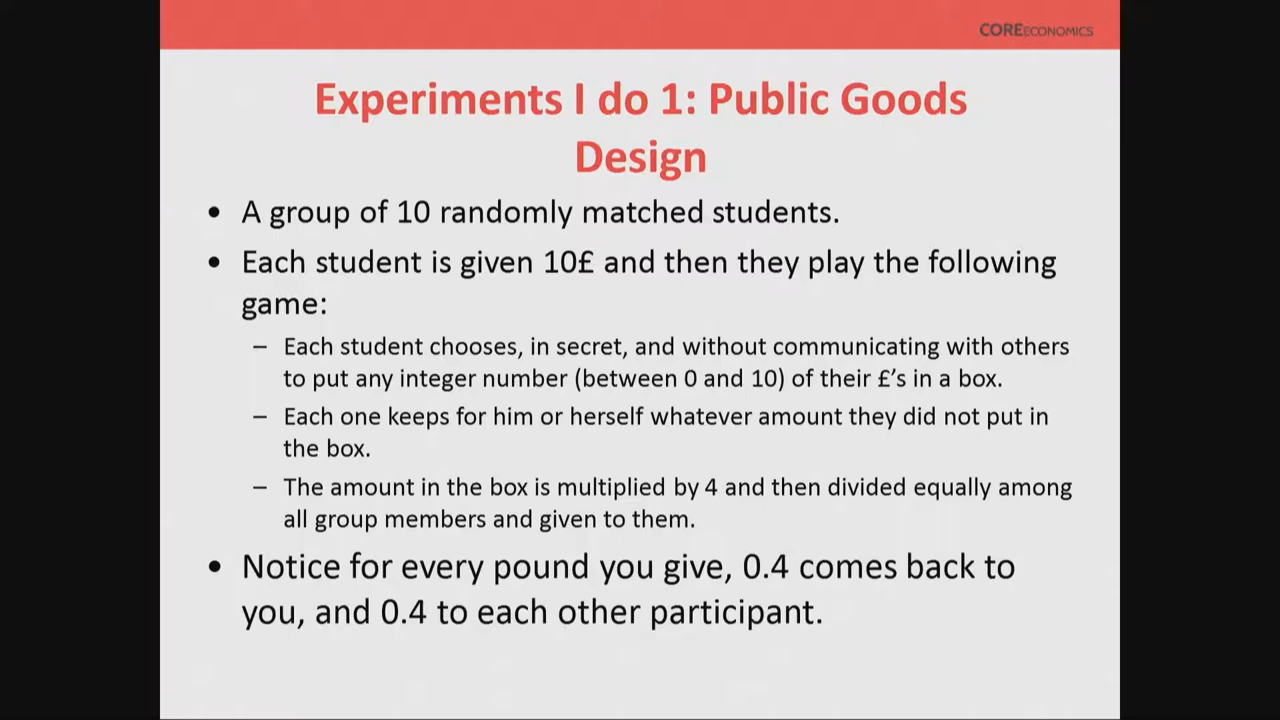 COREECONOMICS
Experiments I do 1: Public Goods
Design
• A group of 10 randomly matched students.
• Each student is given 10£ and then they play the following
game:
– Each student chooses, in secret, and without communicating with others
to put any integer number (between 0 and 10) of their £'s in a box.
– Each one keeps for him or herself whatever amount they did not put in
the box.
– The amount in the box is multiplied by 4 and then divided equally among
all group members and given to them.
• Notice for every pound you give, 0.4 comes back to
you, and 0.4 to each other participant.